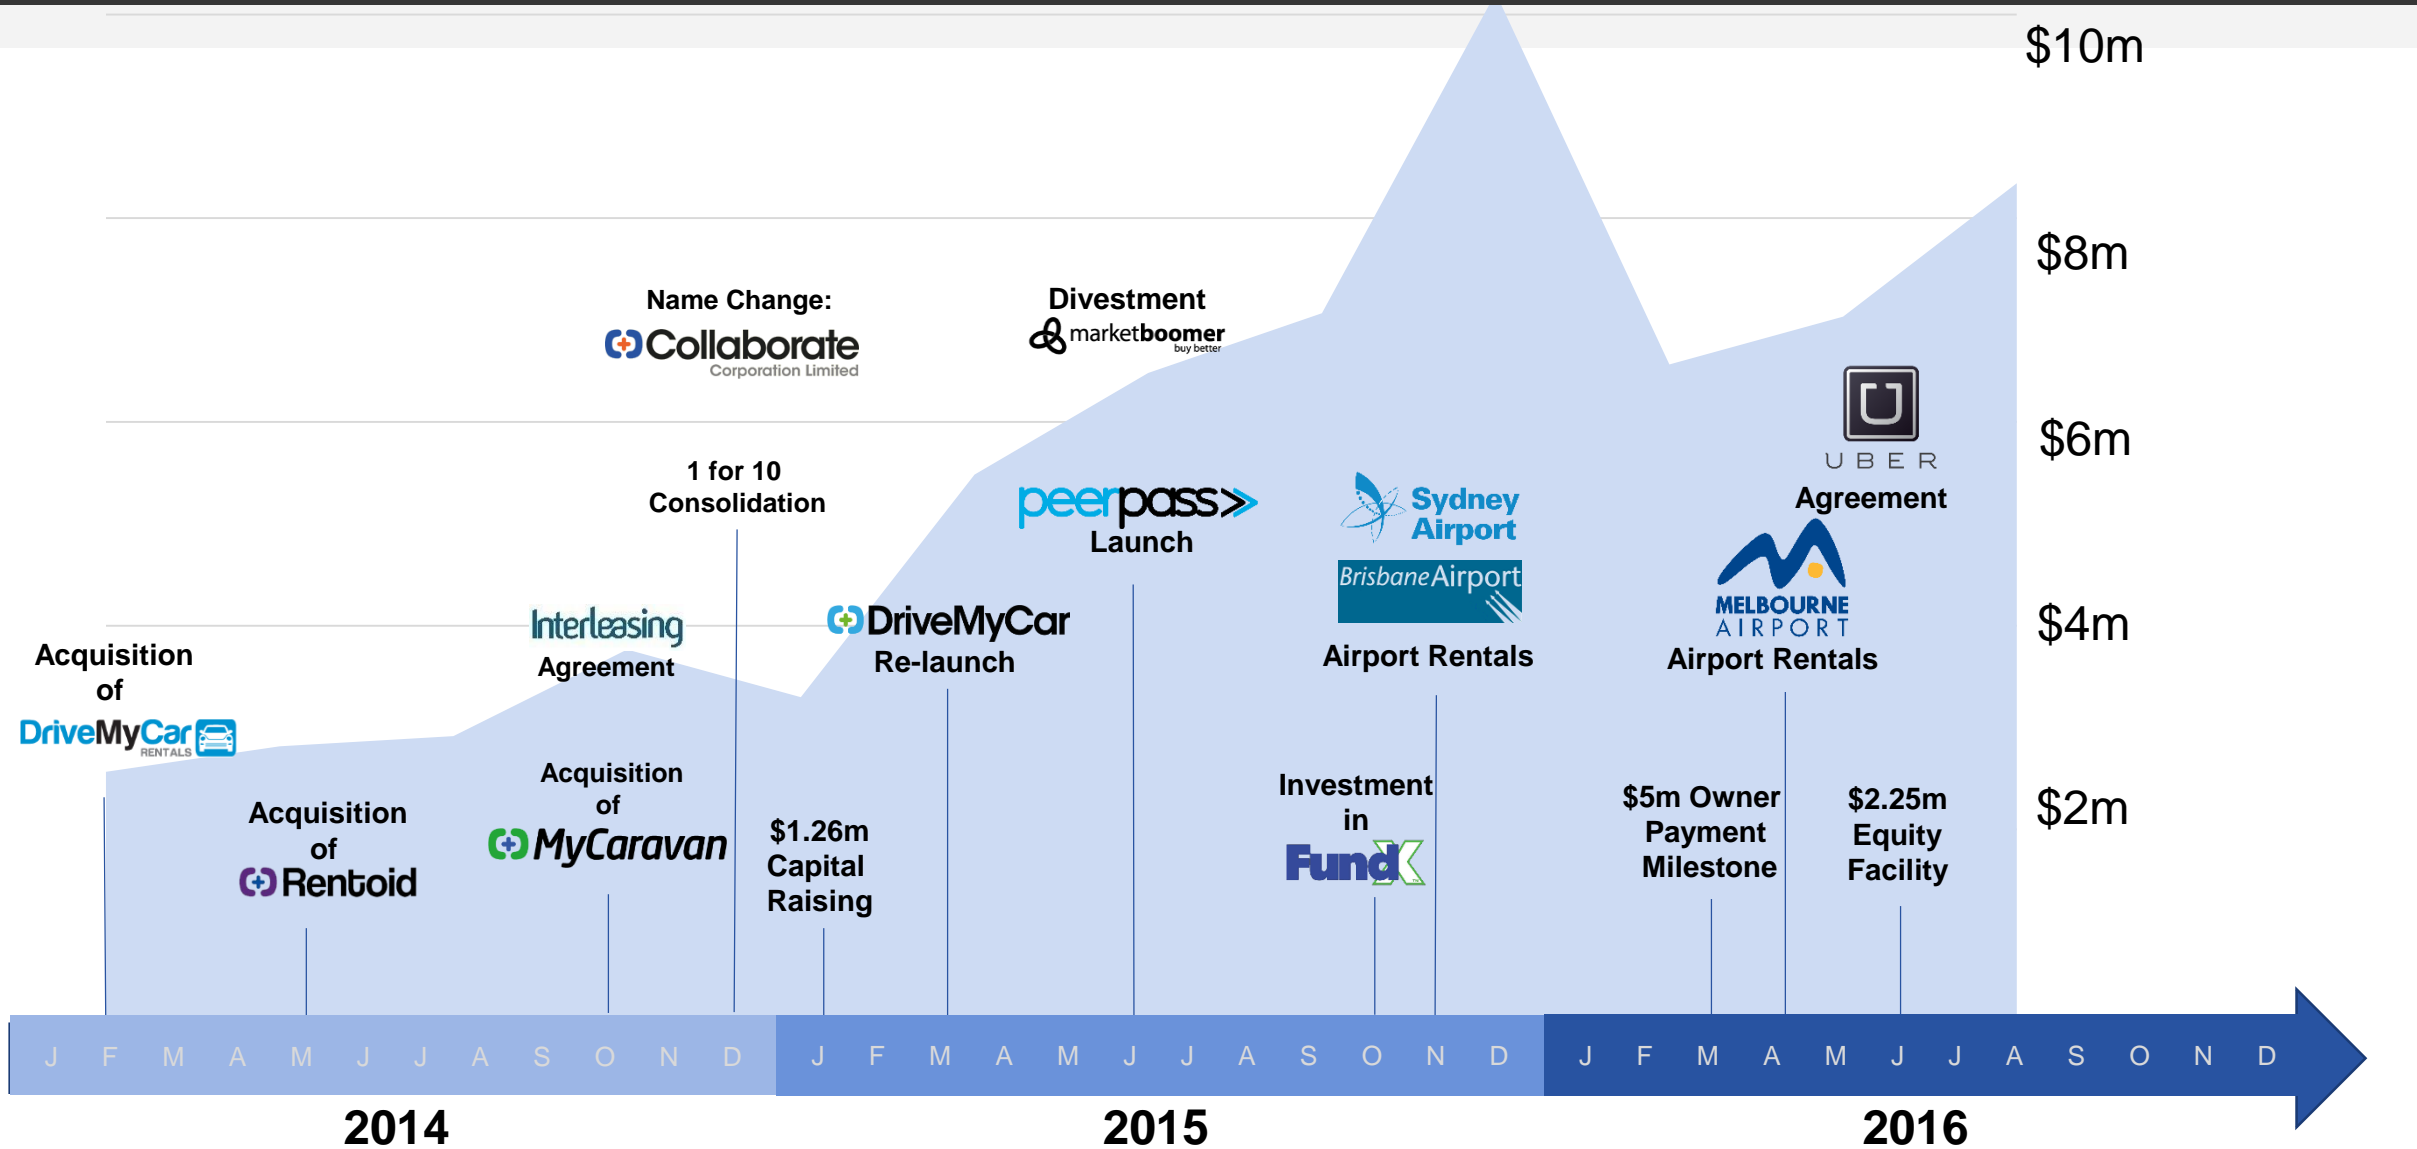 $10m
$8m
$6m
$4m
$2m
Name Change:
Collaborate
Corporation Limited
Divestment
marketboomer
buy better
1 for 10
Consolidation
peerpass
Launch
Sydney
Airport
BrisbaneAirport
Airport Rentals
UBER
Agreement
MELBOURNE
AIRPORT
Airport Rentals
Interleasing
Agreement
DriveMyCar
Re-launch
Acquisition
of
DriveMyCar
RENTALS
Acquisition
of
Rentoid
Acquisition
of
MyCaravan
$1.26m
Capital
Raising
Investment
in
FundX
$5m Owner
Payment
Milestone
$2.25m
Equity
Facility
J F M A M J J A S O N D J F M A M J J A S O N D J F M A M J J A S O N D
2014 2015 2016